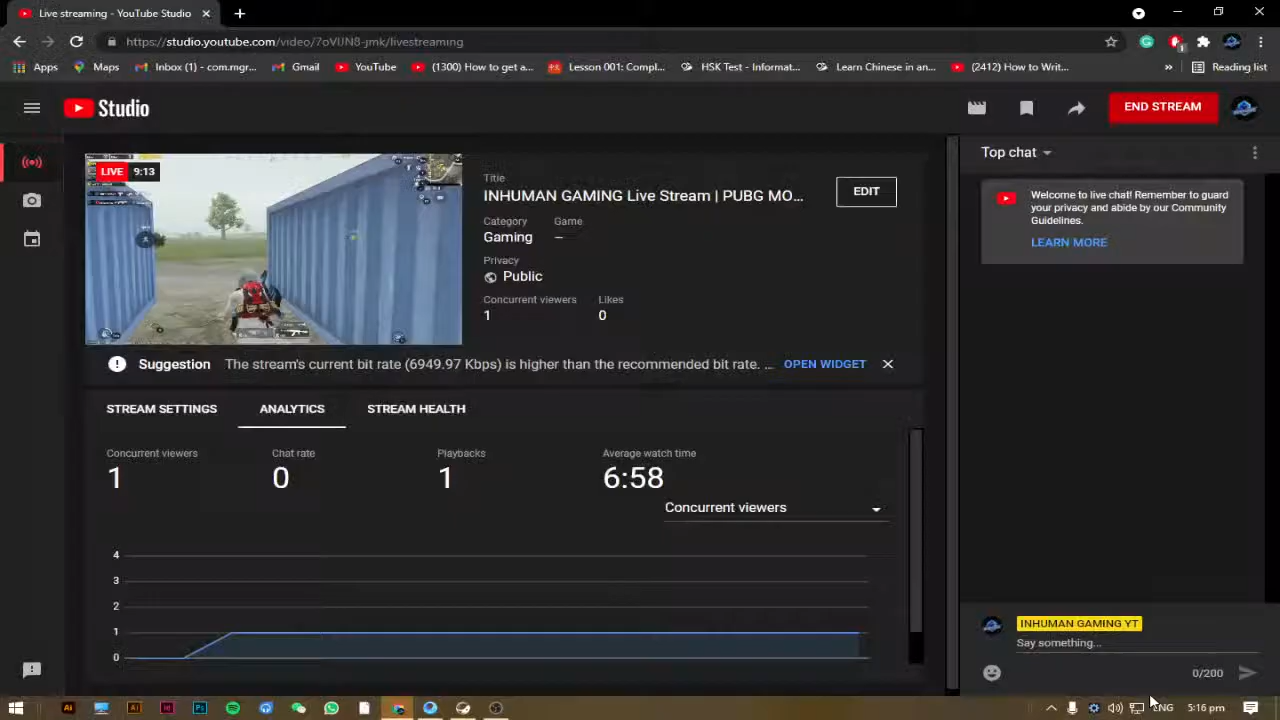 Live streaming - YouTube Studio
https://studio.youtube.com/video/7oVUN8-jmk/livestreaming
Apps
Maps
Inbox (1) - com.mgr...
Gmail
YouTube
(1300) How to get a...
Lesson 001: Compl...
HSK Test - Informat...
Learn Chinese in an...
(2412) How to Writ...
»
Reading list
Studio
END STREAM
LIVE 9:13
Title
INHUMAN GAMING Live Stream | PUBG MO...
EDIT
Category Game
Gaming –
Privacy
Public
Concurrent viewers Likes
1 0
Suggestion The stream's current bit rate (6949.97 Kbps) is higher than the recommended bit rate. ... OPEN WIDGET
STREAM SETTINGS ANALYTICS STREAM HEALTH
Concurrent viewers Chat rate Playbacks Average watch time
1 0 1 6:58
Concurrent viewers
4
3
2
1
0
Top chat
Welcome to live chat! Remember to guard
your privacy and abide by our Community
Guidelines.
LEARN MORE
INHUMAN GAMING YT
Say something...
0/200
Ai
Ai
Ps
ENG
5:16 pm